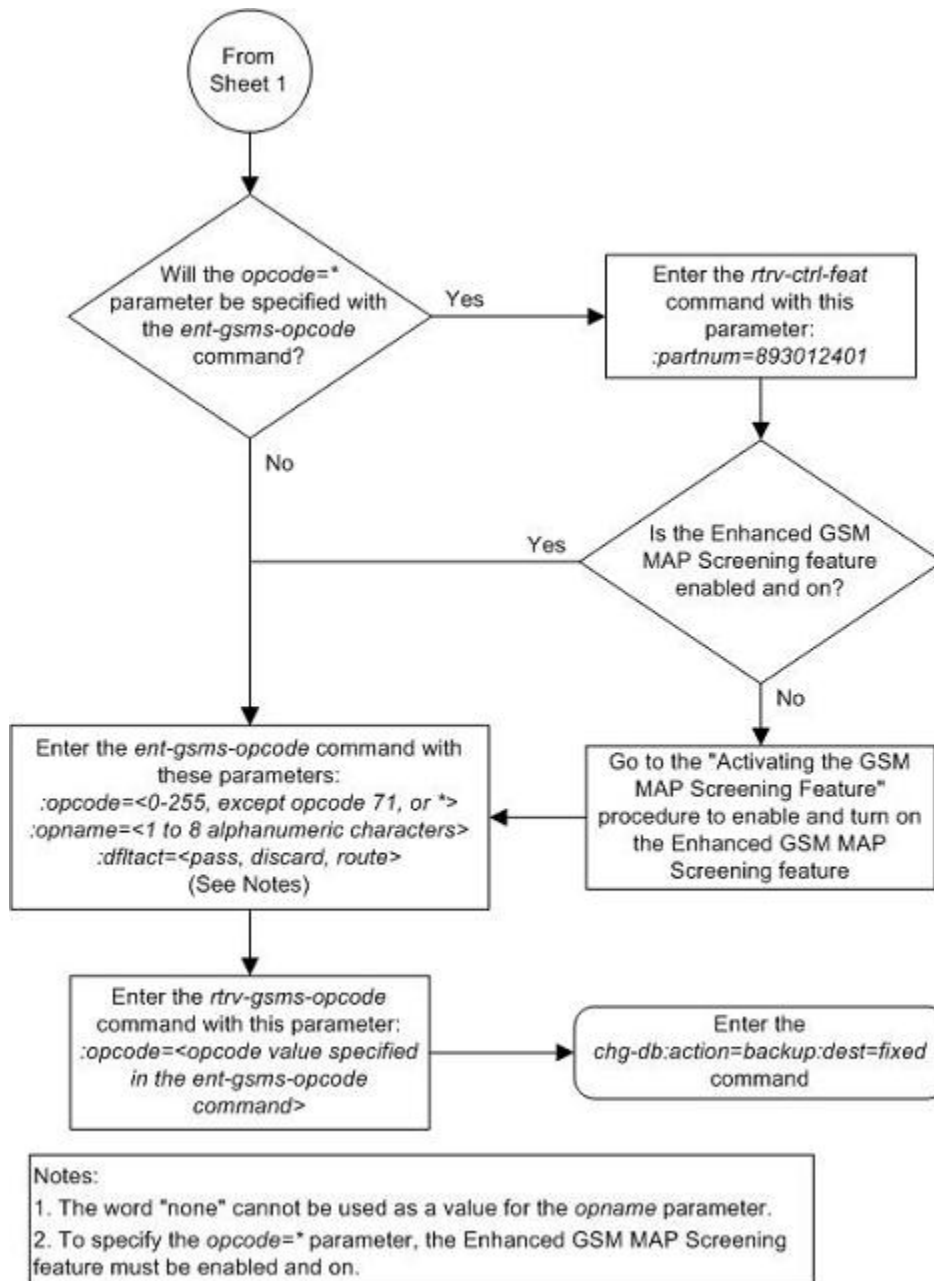 From
Sheet 1
Will the opcode=*
parameter be specified with
the ent-gsms-opcode
command?
Yes
Enter the rtrv-ctrl-feat
command with this
parameter:
:partnum=893012401
No
Yes
Is the Enhanced GSM
MAP Screening feature
enabled and on?
No
Enter the ent-gsms-opcode command with
these parameters:
:opcode=<0-255, except opcode 71, or *>
:opname=<1 to 8 alphanumeric characters>
:dfltact=<pass, discard, route>
(See Notes)
Go to the "Activating the GSM
MAP Screening Feature"
procedure to enable and turn on
the Enhanced GSM MAP
Screening feature
Enter the rtrv-gsms-opcode
command with this parameter:
:opcode=<opcode value specified
in the ent-gsms-opcode
command>
Enter the
chg-db:action=backup:dest=fixed
command
Notes:
1. The word "none" cannot be used as a value for the opname parameter.
2. To specify the opcode=* parameter, the Enhanced GSM MAP Screening
feature must be enabled and on.